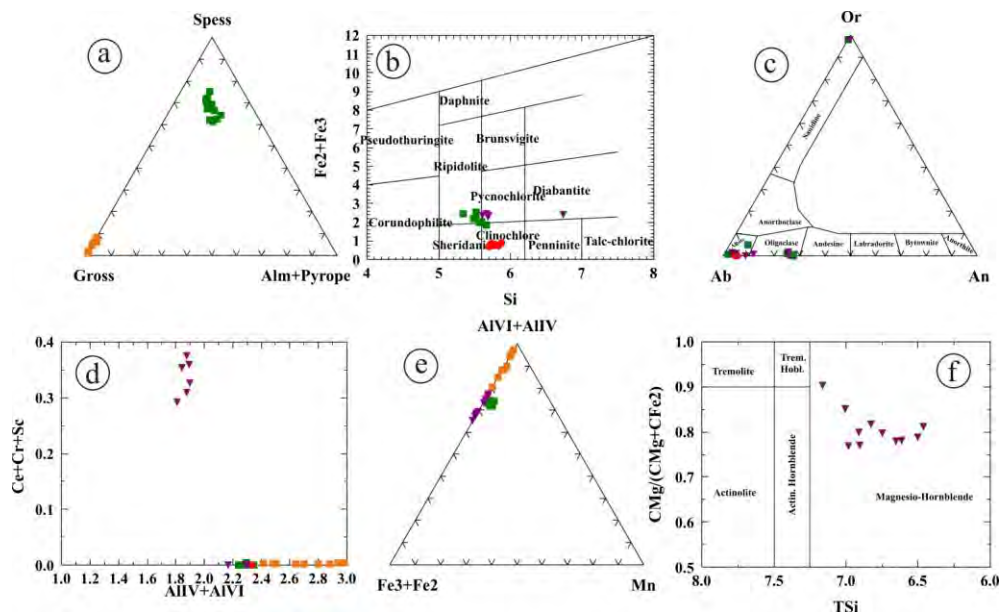 a
Spess
Gross
Alm+Pyrope
b
Fe2+Fe3
12
11
10
9
8
7
6
5
4
3
2
1
0
Daphnite
Pseudothuringite
Brunsvigite
Ripidolite
Pycnochlorite
Diabantite
Corundophilite
Clinochlore
Sheridan
Penninite
Talc-chlorite
4 5 6 7 8
Si
c
Or
Sanidine
Anorthoclase
Oligoclase
Andesine
Labradorite
Bytownite
Anorthite
Ab
An
d
Ce+Cr+Sc
0.4
0.3
0.2
0.1
0.0
1.0 1.2 1.4 1.6 1.8 2.0 2.2 2.4 2.6 2.8 3.0
AlIV+AlVI
e
AlVI+AlIV
Fe3+Fe2
Mn
f
CMg/(CMg+CFe2)
1.0
0.9
0.8
0.7
0.6
0.5
Tremolite
Trem.
Hobl.
Actinolite
Actin. Hornblende
Magnesio-Hornblende
8.0 7.5 7.0 6.5 6.0
TSi